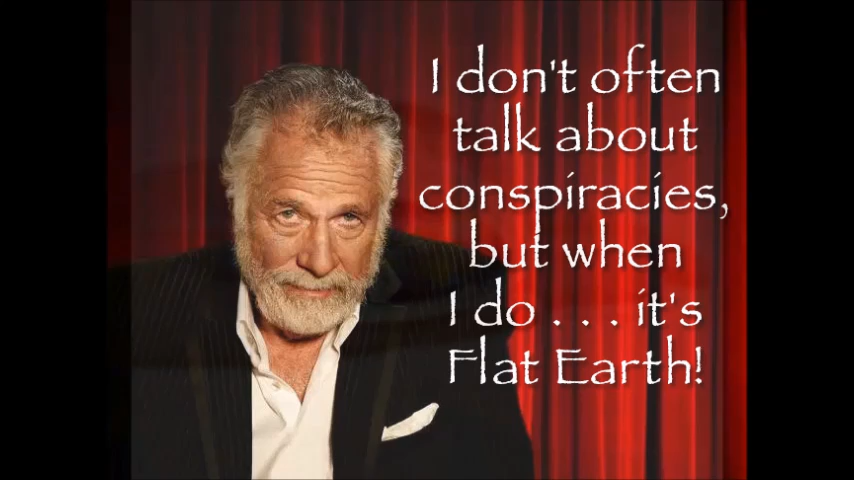 I don't often
talk about
conspiracies,
but when
I do . . . it's
Flat Earth!